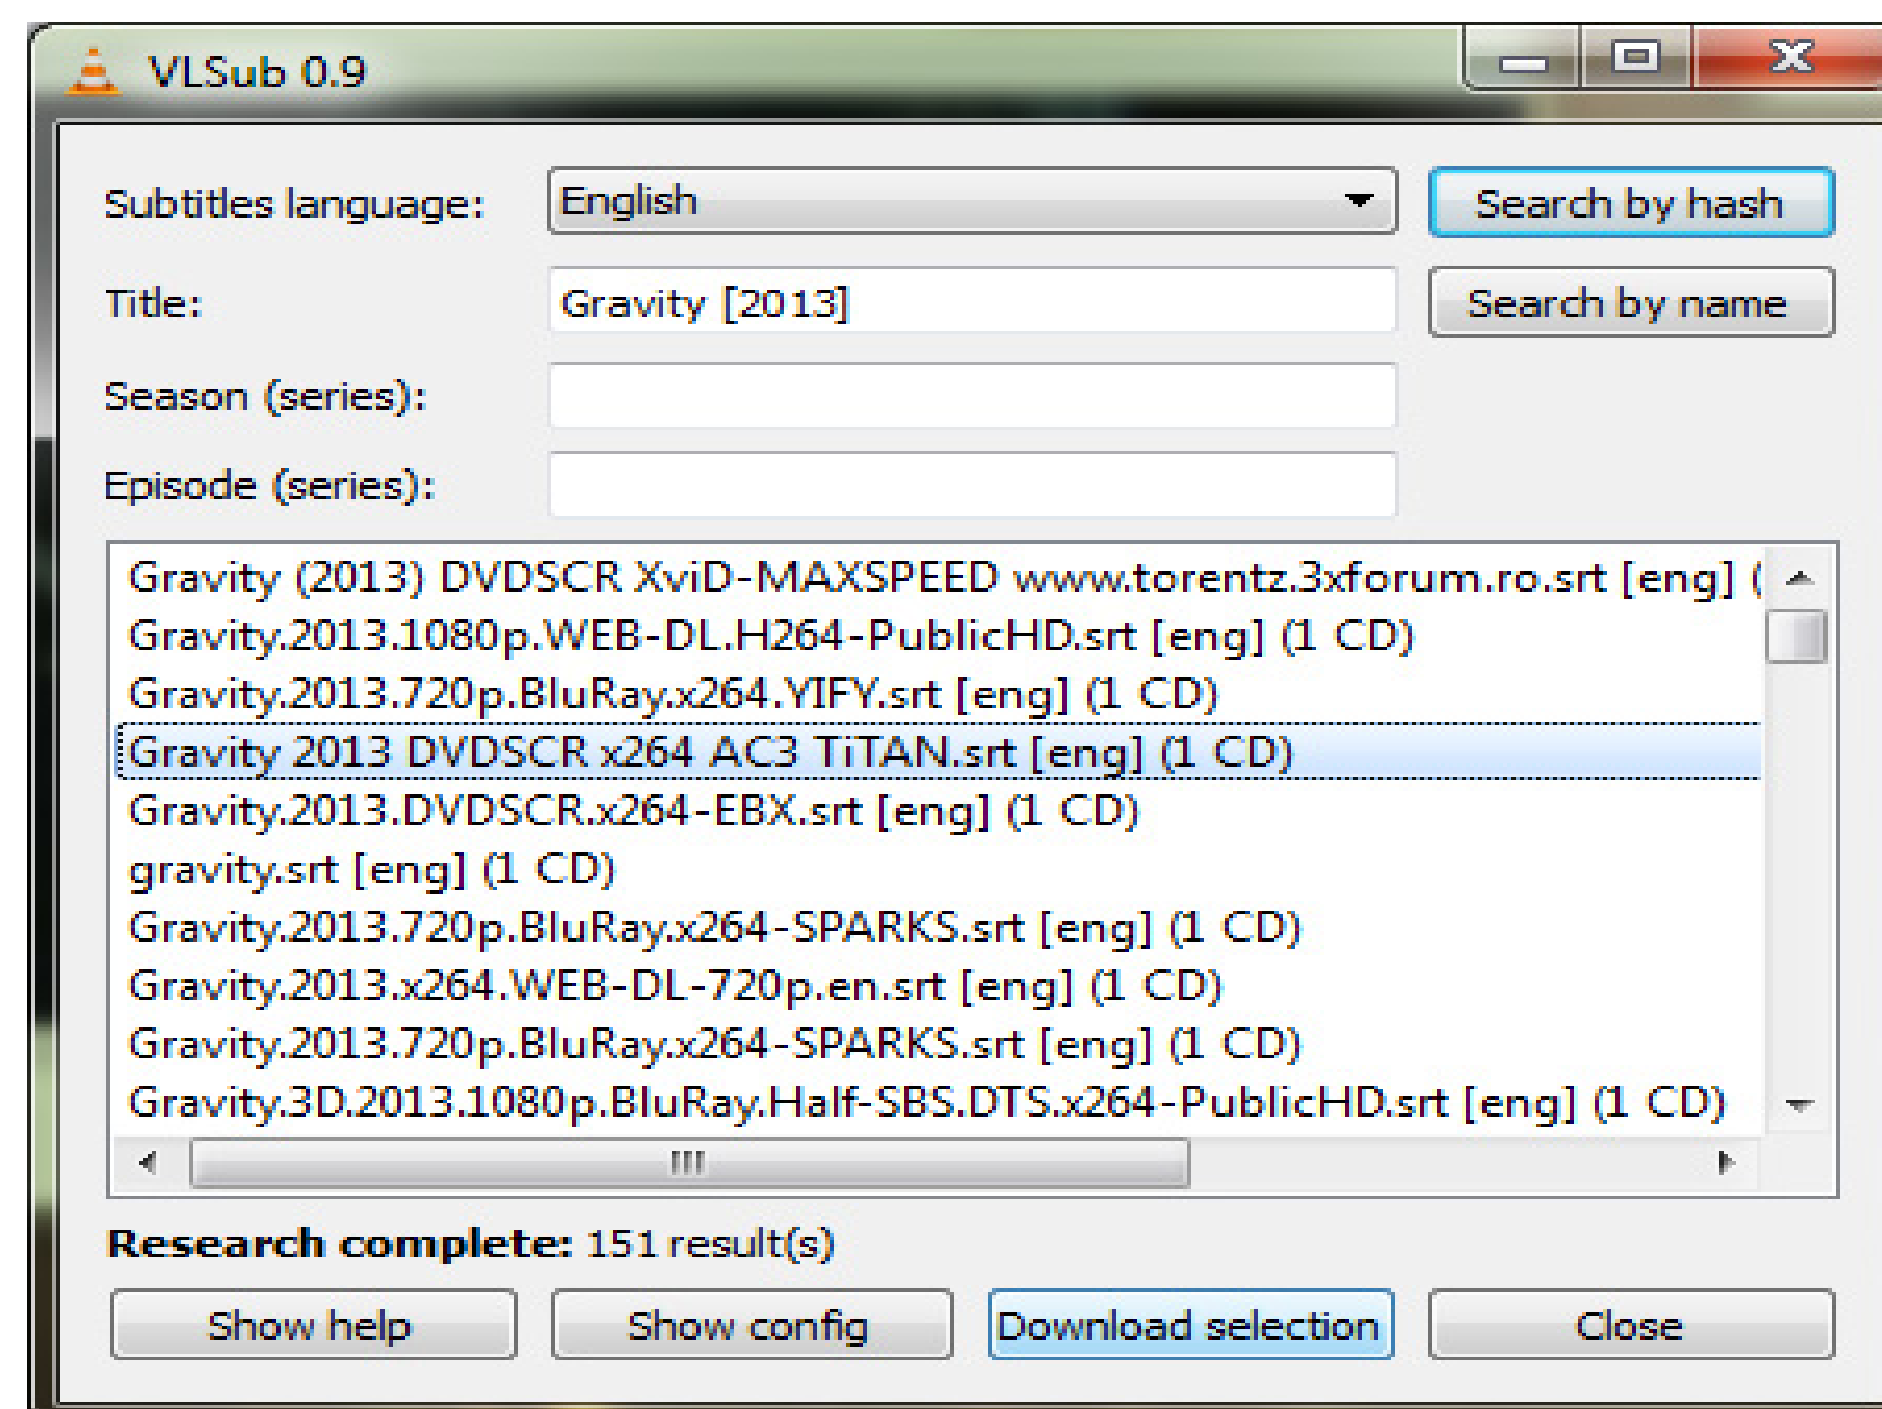 VLSub 0.9
Subtitles language: English Search by hash
Title: Gravity [2013] Search by name
Season (series):
Episode (series):
Gravity (2013) DVDSCR XviD-MAXSPEED www.torentz.3xforum.ro.srt [eng] (
Gravity.2013.1080p.WEB-DL.H264-PublicHD.srt [eng] (1 CD)
Gravity.2013.720p.BluRay.x264.YIFY.srt [eng] (1 CD)
Gravity 2013 DVDSCR x264 AC3 TiTAN.srt [eng] (1 CD)
Gravity.2013.DVDSCR.x264-EBX.srt [eng] (1 CD)
gravity.srt [eng] (1 CD)
Gravity.2013.720p.BluRay.x264-SPARKS.srt [eng] (1 CD)
Gravity.2013.x264.WEB-DL-720p.en.srt [eng] (1 CD)
Gravity.2013.720p.BluRay.x264-SPARKS.srt [eng] (1 CD)
Gravity.3D.2013.1080p.BluRay.Half-SBS.DTS.x264-PublicHD.srt [eng] (1 CD)
Research complete: 151 result(s)
Show help Show config Download selection Close